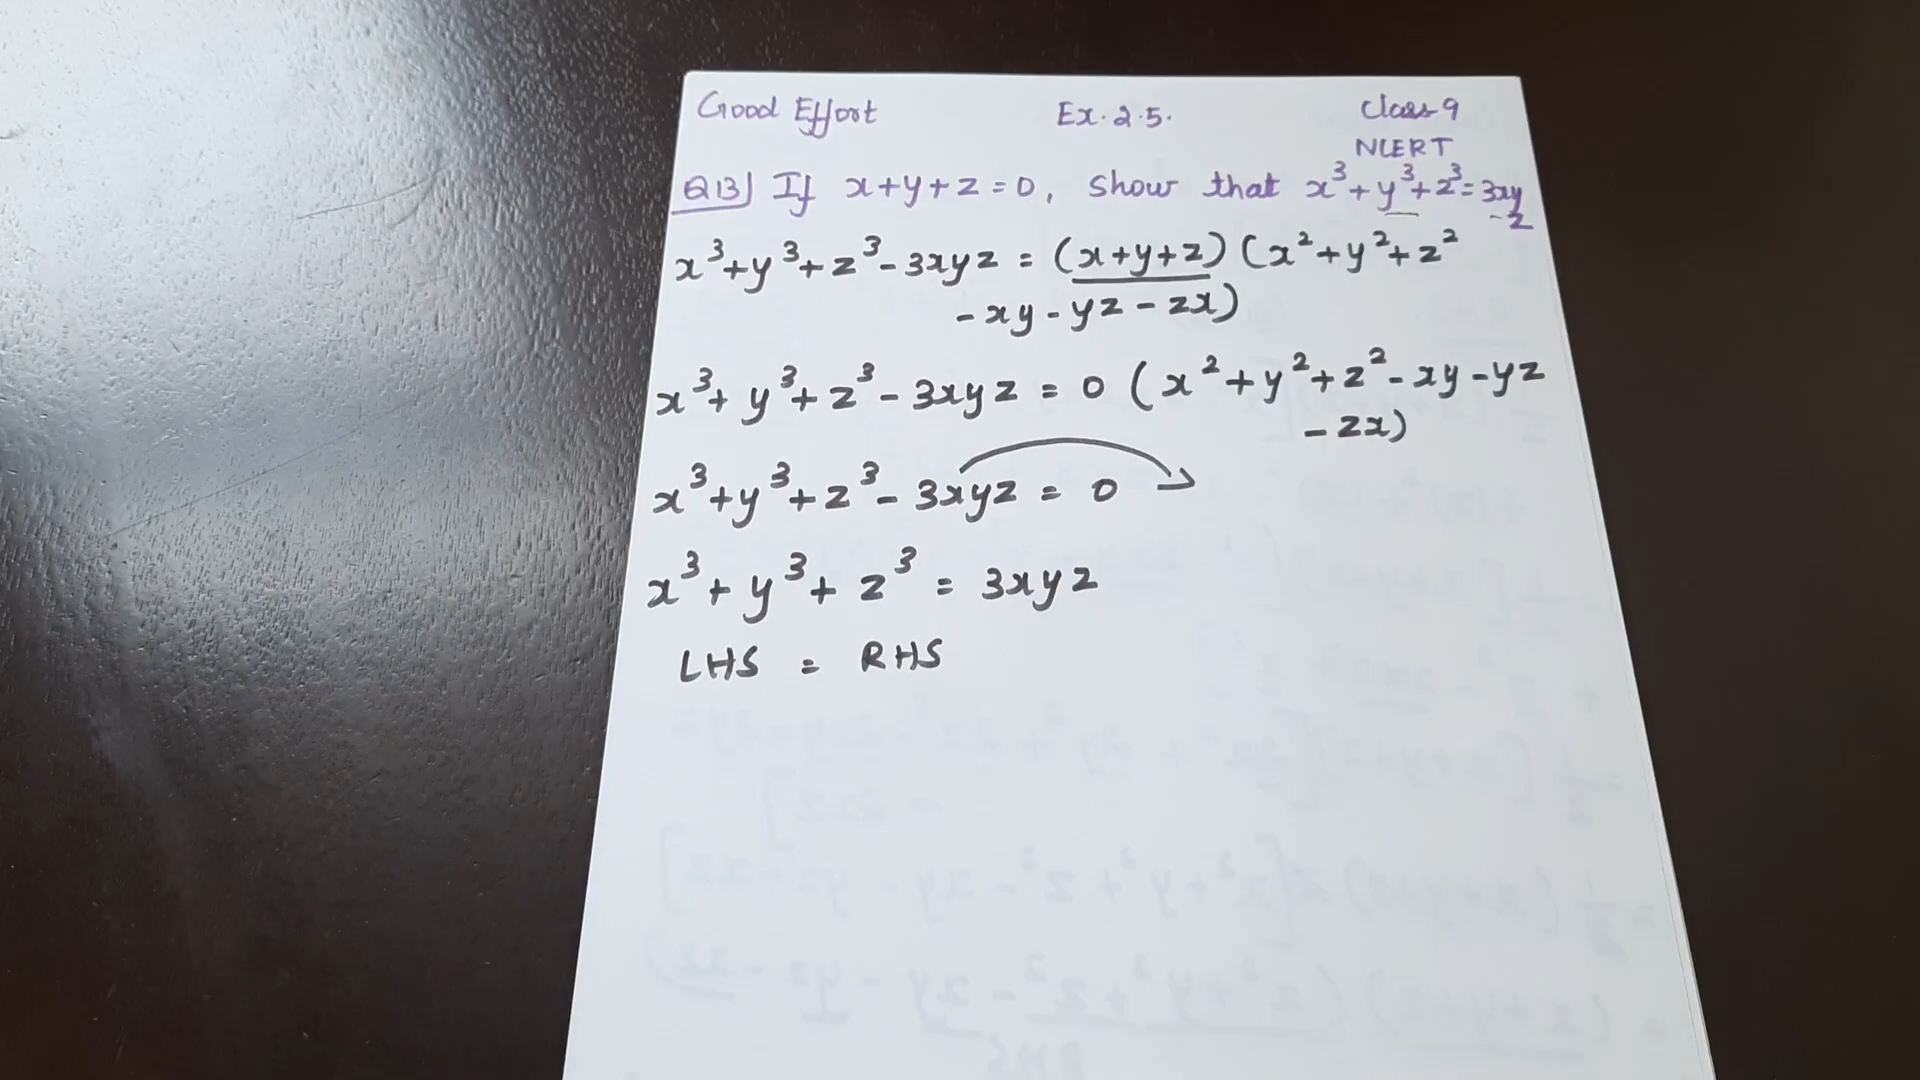 Good Effort Ex.2.5. Class 9
NCERT
Q13) If x+y+z=0, Show that x³+y³+z³=3xy
z
x³+y³+z³-3xyz = (x+y+z)(x²+y²+z²
-xy-yz-zx)
x³+y³+z³-3xyz = 0 (x²+y²+z²-xy-yz
-zx)
x³+y³+z³-3xyz = 0
x³+y³+z³ = 3xyz
LHS = RHS